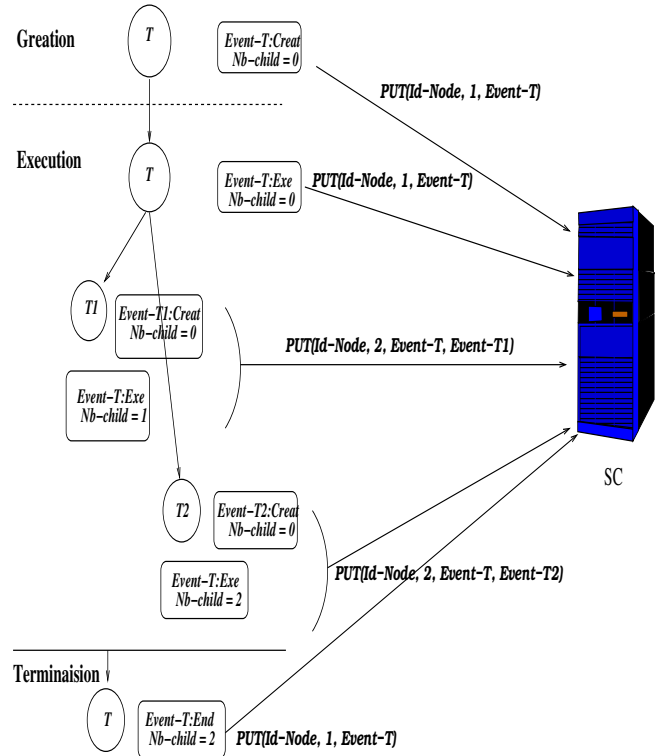 Greation
T
Event-T:Creat
Nb-child = 0
PUT(Id-Node, 1, Event-T)
Execution
T
Event-T:Exe
Nb-child = 0
PUT(Id-Node, 1, Event-T)
T1
Event-T1:Creat
Nb-child = 0
PUT(Id-Node, 2, Event-T, Event-T1)
Event-T:Exe
Nb-child = 1
SC
T2
Event-T2:Creat
Nb-child = 0
Event-T:Exe
Nb-child = 2
PUT(Id-Node, 2, Event-T, Event-T2)
Terminaision
T
Event-T:End
Nb-child = 2
PUT(Id-Node, 1, Event-T)